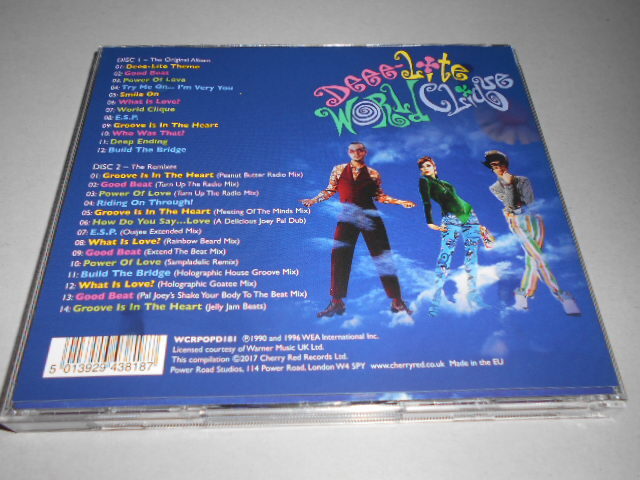 Deee-Lite
World Clique
DISC 1 – The Original Album
01: Deee-Lite Theme
02: Good Beat
03: Power Of Love
04: Try Me On... I'm Very You
05: Smile On
06: What Is Love?
07: World Clique
08: E.S.P.
09: Groove Is In The Heart
10: Who Was That?
11: Deep Ending
12: Build The Bridge
DISC 2 – The Remixes
01: Groove Is In The Heart (Peanut Butter Radio Mix)
02: Good Beat (Turn Up The Radio Mix)
03: Power Of Love (Turn Up The Radio Mix)
04: Riding On Through!
05: Groove Is In The Heart (Meeting Of The Minds Mix)
06: How Do You Say...Love (A Delicious Joey Pal Dub)
07: E.S.P. (Ouijee Extended Mix)
08: What Is Love? (Rainbow Beard Mix)
09: Good Beat (Extend The Beat Mix)
10: Power Of Love (Sampladelic Remix)
11: Build The Bridge (Holographic House Groove Mix)
12: What Is Love? (Holographic Goatee Mix)
13: Good Beat (Pal Joey's Shake Your Body To The Beat Mix)
14: Groove Is In The Heart (Jelly Jam Beats)
WCRPOPD181 ℗1990 and 1996 WEA International Inc.
Licensed courtesy of Warner Music UK Ltd.
This compilation ©2017 Cherry Red Records Ltd.
Power Road Studios, 114 Power Road, London W4 5PY www.cherryred.co.uk Made in the EU
5 013929 438187